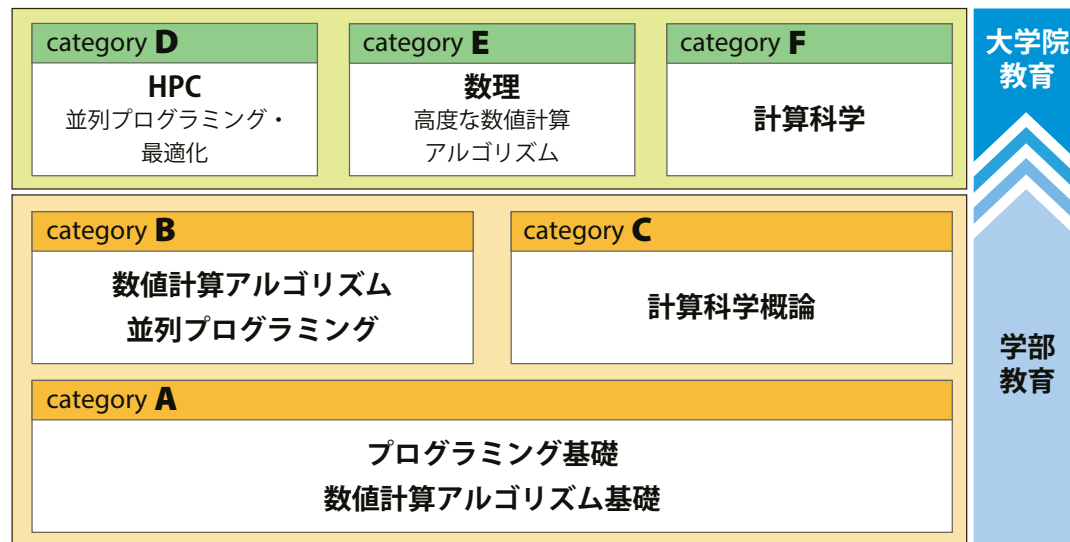 category D
HPC
並列プログラミング・
最適化
category E
数理
高度な数値計算
アルゴリズム
category F
計算科学
大学院
教育
category B
数値計算アルゴリズム
並列プログラミング
category C
計算科学概論
category A
プログラミング基礎
数値計算アルゴリズム基礎
学部
教育